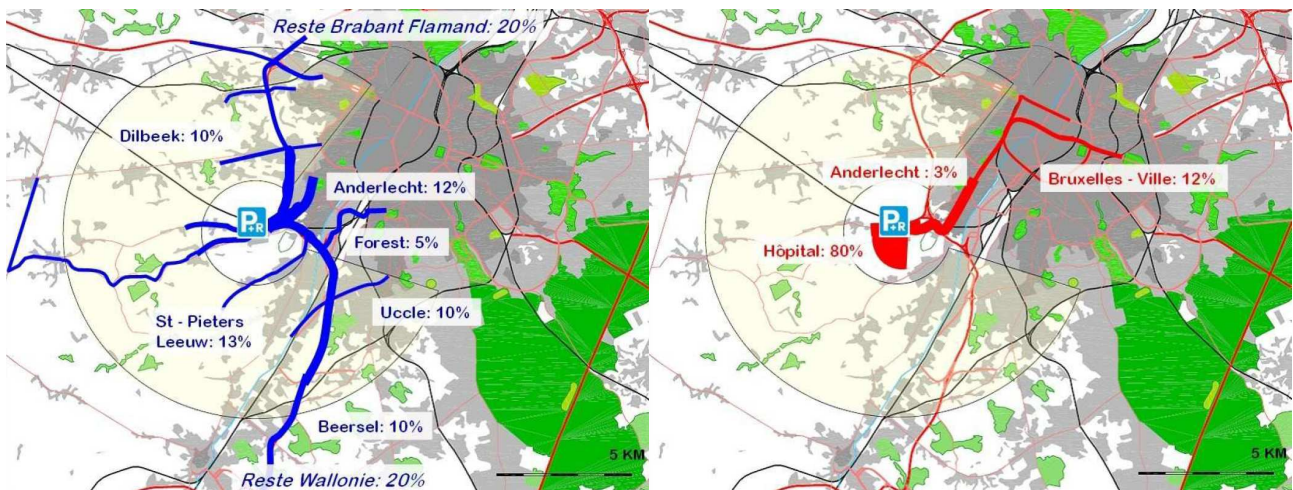 Reste Brabant Flamand: 20%
Dilbeek: 10%
Anderlecht: 12%
P
+R
Forest: 5%
St - Pieters
Leeuw: 13%
Uccle: 10%
Beersel: 10%
Reste Wallonie: 20%
5 KM
Anderlecht : 3%
Bruxelles - Ville: 12%
P
+R
Hôpital: 80%
5 KM